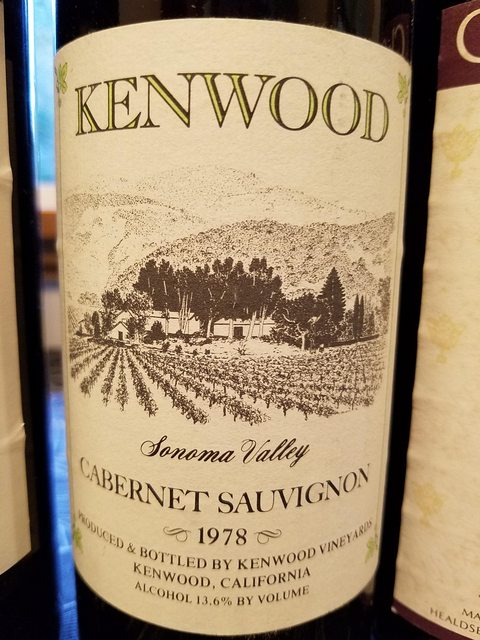 KENWOOD
Sonoma Valley
CABERNET SAUVIGNON
1978
PRODUCED & BOTTLED BY KENWOOD VINEYARDS
KENWOOD, CALIFORNIA
ALCOHOL 13.6% BY VOLUME